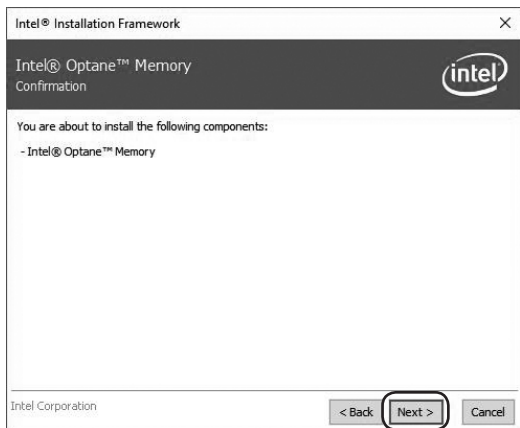 Intel® Installation Framework
Intel® Optane™ Memory
Confirmation
intel
You are about to install the following components:
- Intel® Optane™ Memory
Intel Corporation
< Back Next > Cancel